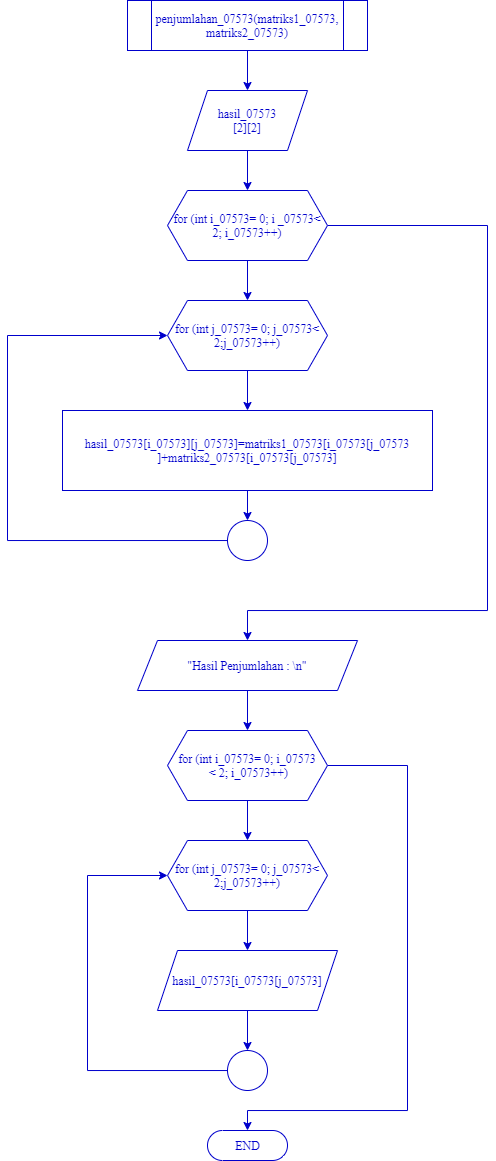 penjumlahan_07573(matriks1_07573,
matriks2_07573)
hasil_07573
[2][2]
for (int i_07573= 0; i _07573<
2; i_07573++)
for (int j_07573= 0; j_07573<
2;j_07573++)
hasil_07573[i_07573][j_07573]=matriks1_07573[i_07573[j_07573
]+matriks2_07573[i_07573[j_07573]
"Hasil Penjumlahan : \n"
for (int i_07573= 0; i_07573
< 2; i_07573++)
for (int j_07573= 0; j_07573<
2;j_07573++)
hasil_07573[i_07573[j_07573]
END